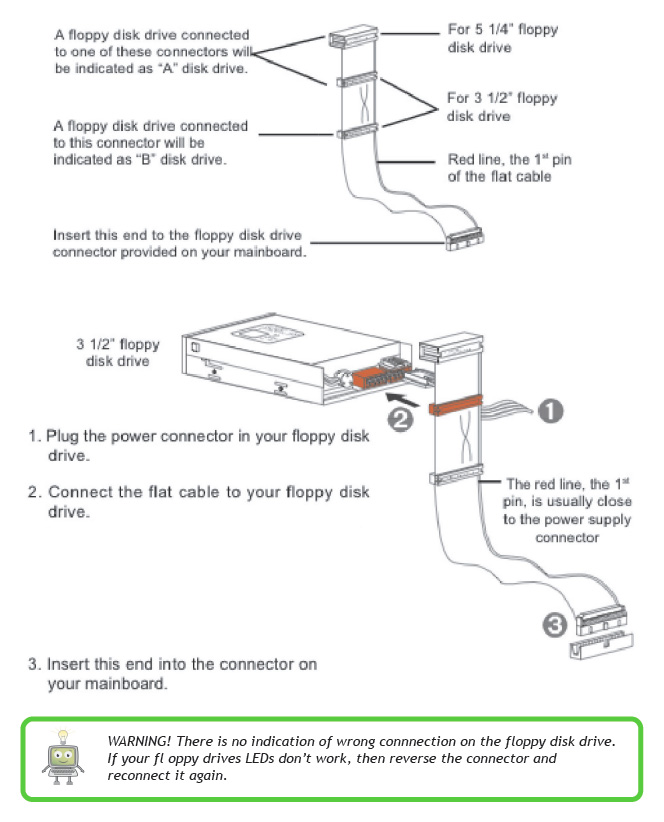 A floppy disk drive connected
to one of these connectors will
be indicated as “A” disk drive.
For 5 1/4” floppy
disk drive
For 3 1/2” floppy
disk drive
A floppy disk drive connected
to this connector will be
indicated as “B” disk drive.
Red line, the 1st pin
of the flat cable
Insert this end to the floppy disk drive
connector provided on your mainboard.
3 1/2” floppy
disk drive
1
2
1. Plug the power connector in your floppy disk
drive.
2. Connect the flat cable to your floppy disk
drive.
The red line, the 1st
pin, is usually close
to the power supply
connector
3
3. Insert this end into the connector on
your mainboard.
WARNING! There is no indication of wrong connnection on the floppy disk drive.
If your fl oppy drives LEDs don’t work, then reverse the connector and
reconnect it again.